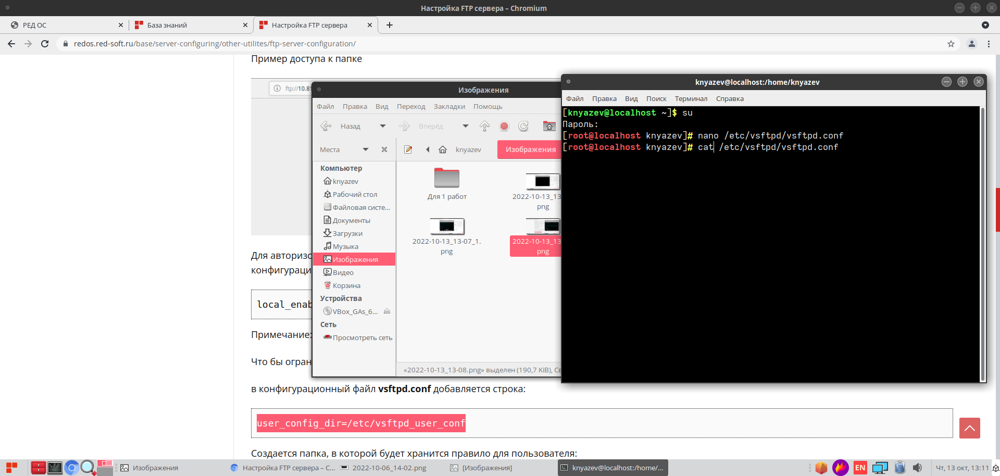 Настройка FTP сервера – Chromium
РЕД ОС
База знаний
Настройка FTP сервера
redos.red-soft.ru/base/server-configuring/other-utilites/ftp-server-configuration/
Пример доступа к папке
ftp://10.81
Для авторизо
конфигураци
local_enab
Примечание:
Что бы огран
в конфигурационный файл vsftpd.conf добавляется строка:
user_config_dir=/etc/vsftpd_user_conf
Создается папка, в которой будет хранится правило для пользователя:
Изображения
Файл Правка Вид Переход Закладки Помощь
Назад Вперёд
Места
knyazev
Изображения
Компьютер
knyazev
Рабочий стол
Файловая систе...
Документы
Загрузки
Музыка
Изображения
Видео
Корзина
Устройства
VBox_GAs_6...
Сеть
Просмотреть сеть
Для 1 работ
2022-10-13_13
png
2022-10-13_13-07_1.
png
2022-10-13_13
png
«2022-10-13_13-08.png» выделен (190,7 KiB), Св
knyazev@localhost:/home/knyazev
Файл Правка Вид Поиск Терминал Справка
[knyazev@localhost ~]$ su
Пароль:
[root@localhost knyazev]# nano /etc/vsftpd/vsftpd.conf
[root@localhost knyazev]# cat /etc/vsftpd/vsftpd.conf
Изображения
Настройка FTP сервера – C...
2022-10-06_14-02.png
[Изображения]
knyazev@localhost:/home/...
EN
Чт, 13 окт, 13:11